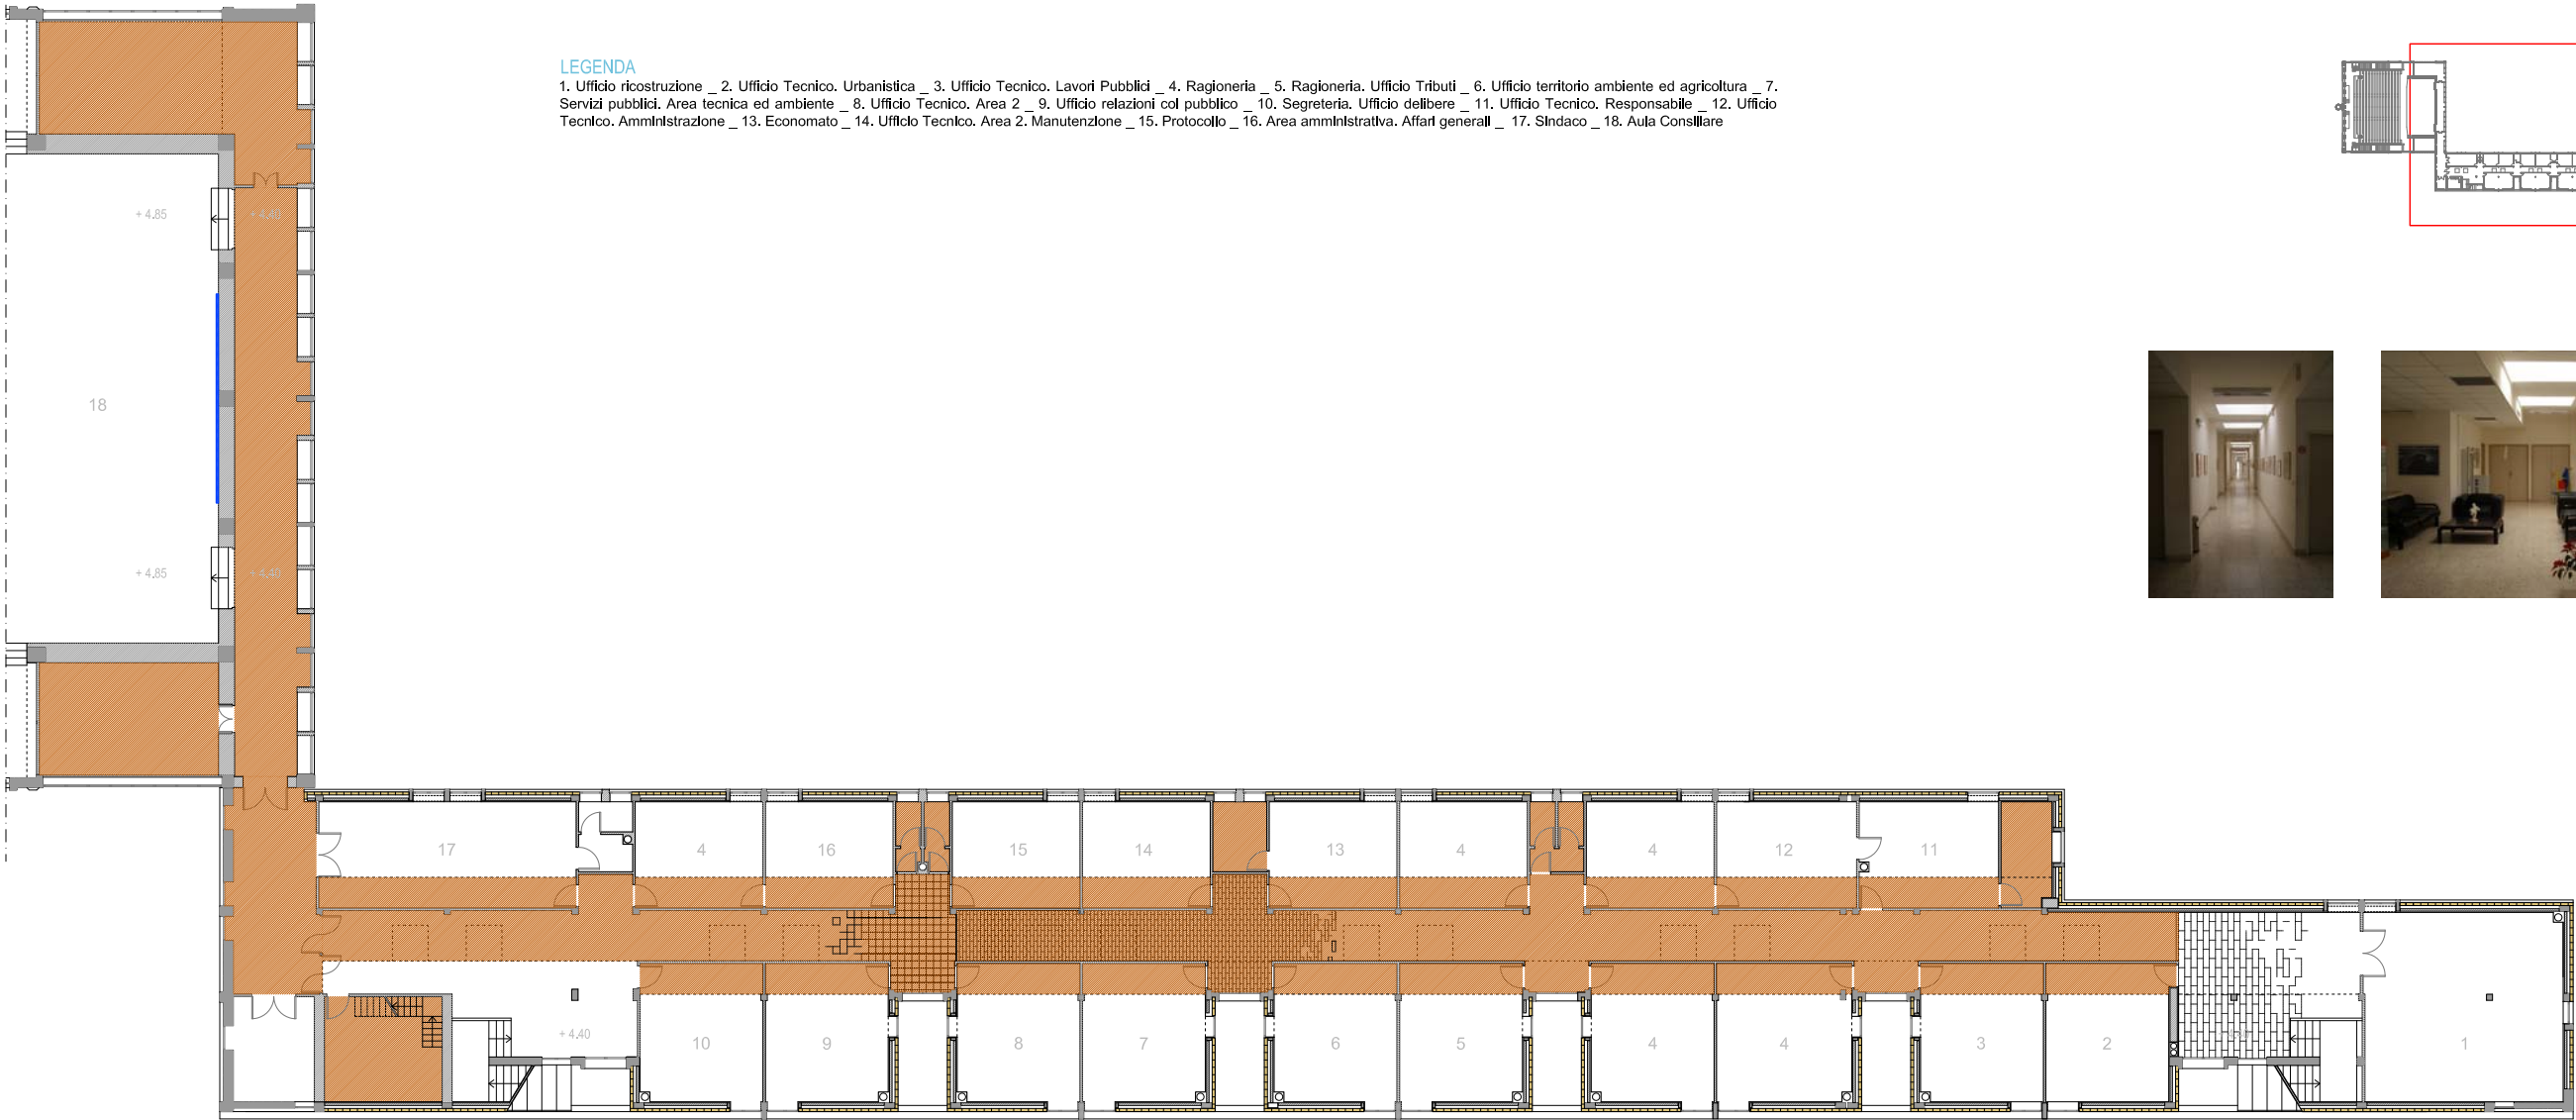 LEGENDA
1. Ufficio ricostruzione _ 2. Ufficio Tecnico. Urbanistica _ 3. Ufficio Tecnico. Lavori Pubblici _ 4. Ragioneria _ 5. Ragioneria. Ufficio Tributi _ 6. Ufficio territorio ambiente ed agricoltura _ 7.
Servizi pubblici. Area tecnica ed ambiente _ 8. Ufficio Tecnico. Area 2 _ 9. Ufficio relazioni col pubblico _ 10. Segreteria. Ufficio delibere _ 11. Ufficio Tecnico. Responsabile _ 12. Ufficio
Tecnico. Amministrazione _ 13. Economato _ 14. Ufficio Tecnico. Area 2. Manutenzione _ 15. Protocollo _ 16. Area amministrativa. Affari generali _ 17. Sindaco _ 18. Aula Consiliare
+ 4.85 + 4.40
18
+ 4.85 + 4.40
17 4 16 15 14 13 4 4 12 11
+ 4.40
10 9 8 7 6 5 4 4 3 2 1